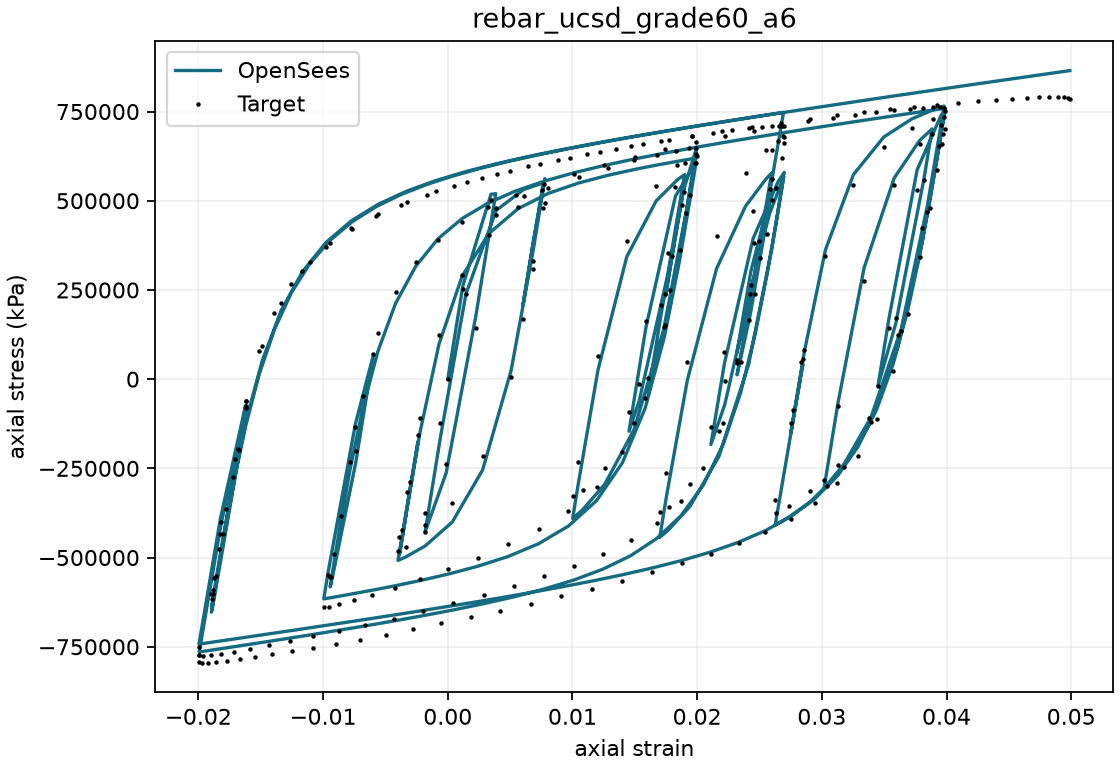 rebar_ucsd_grade60_a6
OpenSees
Target
750000
500000
250000
0
−250000
−500000
−750000
axial stress (kPa)
−0.02 −0.01 0.00 0.01 0.02 0.03 0.04 0.05
axial strain